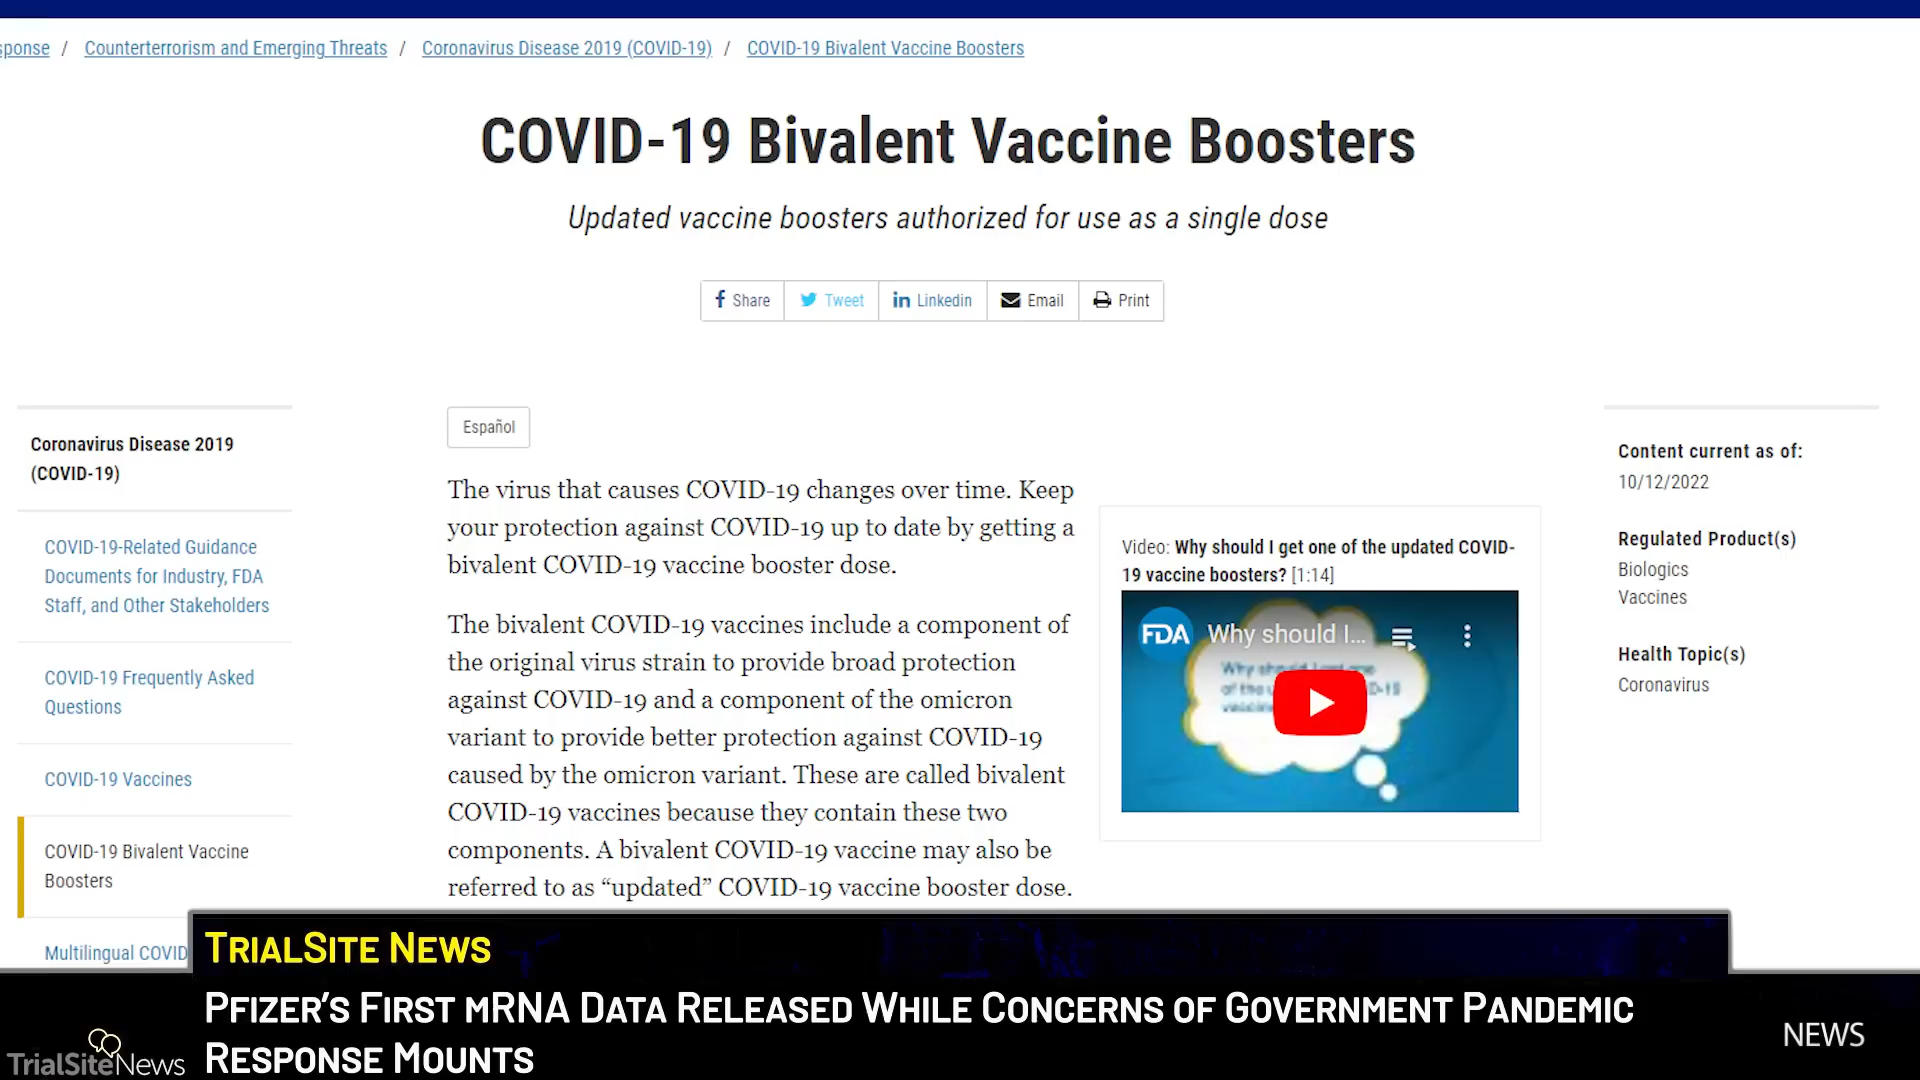 sponse / Counterterrorism and Emerging Threats / Coronavirus Disease 2019 (COVID-19) / COVID-19 Bivalent Vaccine Boosters
COVID-19 Bivalent Vaccine Boosters
Updated vaccine boosters authorized for use as a single dose
Share Tweet Linkedin Email Print
Coronavirus Disease 2019
(COVID-19)
COVID-19-Related Guidance
Documents for Industry, FDA
Staff, and Other Stakeholders
COVID-19 Frequently Asked
Questions
COVID-19 Vaccines
COVID-19 Bivalent Vaccine
Boosters
Multilingual COVID
Español
The virus that causes COVID-19 changes over time. Keep
your protection against COVID-19 up to date by getting a
bivalent COVID-19 vaccine booster dose.
The bivalent COVID-19 vaccines include a component of
the original virus strain to provide broad protection
against COVID-19 and a component of the omicron
variant to provide better protection against COVID-19
caused by the omicron variant. These are called bivalent
COVID-19 vaccines because they contain these two
components. A bivalent COVID-19 vaccine may also be
referred to as “updated” COVID-19 vaccine booster dose.
Video: Why should I get one of the updated COVID-
19 vaccine boosters? [1:14]
FDA Why should I...
Why should I get one
of the
Content current as of:
10/12/2022
Regulated Product(s)
Biologics
Vaccines
Health Topic(s)
Coronavirus
TrialSite News
Pfizer’s First mRNA Data Released While Concerns of Government Pandemic
Response Mounts
TrialSiteNews
NEWS